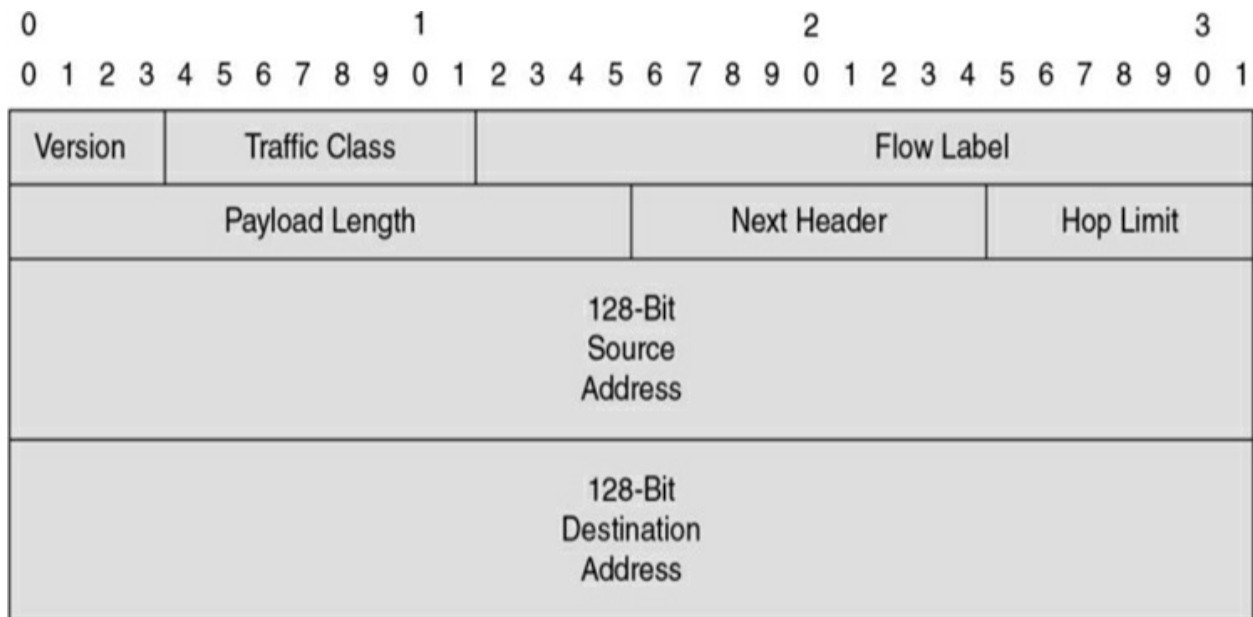 0 1 2 3
0 1 2 3 4 5 6 7 8 9 0 1 2 3 4 5 6 7 8 9 0 1 2 3 4 5 6 7 8 9 0 1
Version Traffic Class Flow Label
Payload Length Next Header Hop Limit
128-Bit
Source
Address
128-Bit
Destination
Address